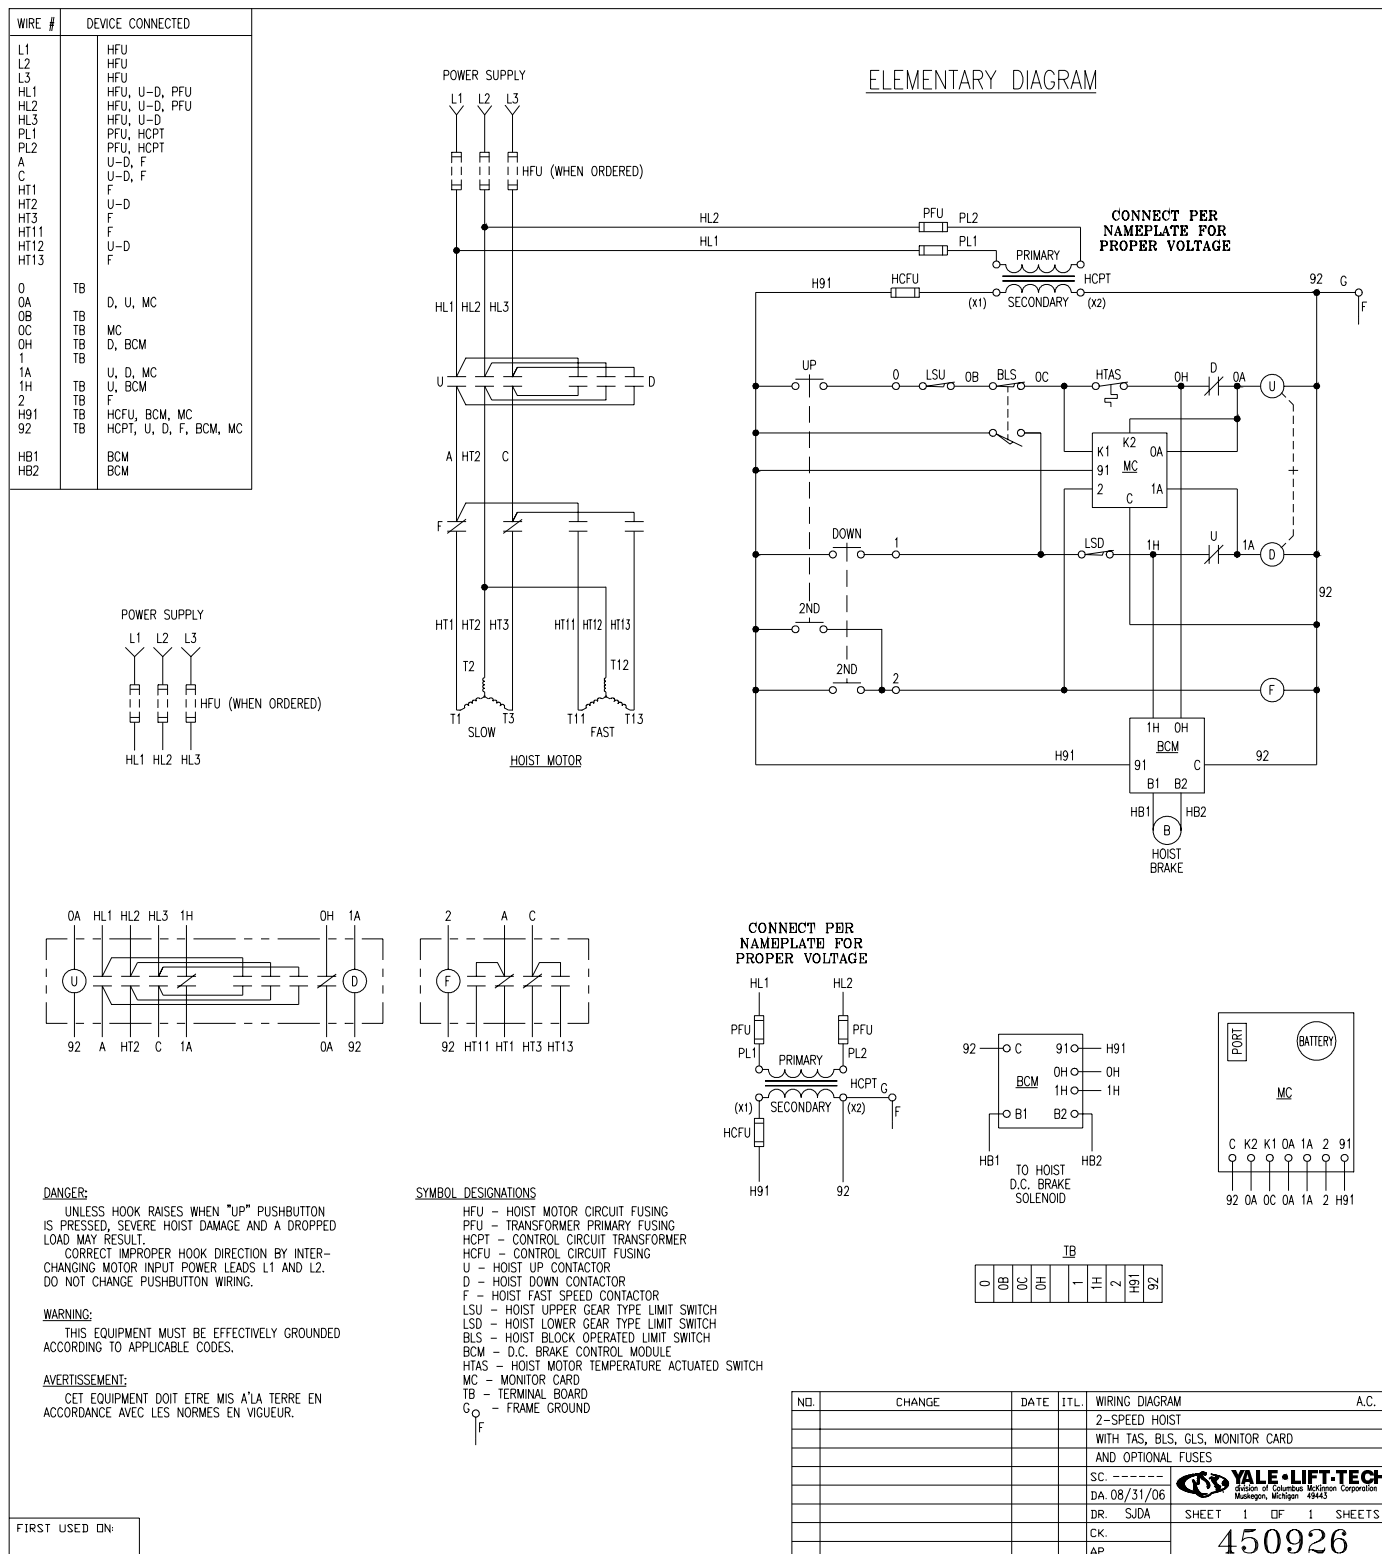 WIRE # DEVICE CONNECTED
L1 HFU
L2 HFU
L3 HFU
HL1 HFU, U-D, PFU
HL2 HFU, U-D, PFU
HL3 HFU, U-D
PL1 PFU, HCPT
PL2 PFU, HCPT
A U-D, F
C U-D, F
HT1 F
HT2 U-D
HT3 F
HT11 F
HT12 U-D
HT13 F
0 TB
0A D, U, MC
0B TB
0C TB MC
0H TB D, BCM
1 TB
1A U, D, MC
1H TB U, BCM
2 TB F
H91 TB HCFU, BCM, MC
92 TB HCPT, U, D, F, BCM, MC
HB1 BCM
HB2 BCM
ELEMENTARY DIAGRAM
POWER SUPPLY
L1 L2 L3
HFU (WHEN ORDERED)
HL2 PFU PL2
HL1 PL1
CONNECT PER
NAMEPLATE FOR
PROPER VOLTAGE
PRIMARY
H91 HCFU HCPT 92 G
(X1) SECONDARY (X2) F
HL1 HL2 HL3
U D
UP 0 LSU 0B BLS 0C HTAS 0H D 0A U
A HT2 C
K1 K2 0A
91 MC
2 C 1A
F
DOWN 1 LSD 1H U 1A D
92
2ND
HT1 HT2 HT3 HT11 HT12 HT13
T2 T12
2ND 2 F
T1 T3 T11 T13
SLOW FAST
HOIST MOTOR
1H 0H
BCM
H91 91 C 92
B1 B2
HB1 HB2
B
HOIST
BRAKE
POWER SUPPLY
L1 L2 L3
HFU (WHEN ORDERED)
HL1 HL2 HL3
0A HL1 HL2 HL3 1H 0H 1A
U D
92 A HT2 C 1A 0A 92
2 A C
F
92 HT11 HT1 HT3 HT13
CONNECT PER
NAMEPLATE FOR
PROPER VOLTAGE
HL1 HL2
PFU PFU
PL1 PL2
PRIMARY
HCPT G
(X1) SECONDARY (X2) F
HCFU
H91 92
92 C 91 H91
0H 0H
BCM
1H 1H
B1 B2
HB1 HB2
TO HOIST
D.C. BRAKE
SOLENOID
PORT BATTERY
MC
C K2 K1 0A 1A 2 91
92 0A 0C 0A 1A 2 H91
TB
0 0B 0C 0H 1 1H 2 H91 92
DANGER:
UNLESS HOOK RAISES WHEN "UP" PUSHBUTTON
IS PRESSED, SEVERE HOIST DAMAGE AND A DROPPED
LOAD MAY RESULT.
CORRECT IMPROPER HOOK DIRECTION BY INTER-
CHANGING MOTOR INPUT POWER LEADS L1 AND L2.
DO NOT CHANGE PUSHBUTTON WIRING.
WARNING:
THIS EQUIPMENT MUST BE EFFECTIVELY GROUNDED
ACCORDING TO APPLICABLE CODES.
AVERTISSEMENT:
CET EQUIPMENT DOIT ETRE MIS A'LA TERRE EN
ACCORDANCE AVEC LES NORMES EN VIGUEUR.
SYMBOL DESIGNATIONS
HFU - HOIST MOTOR CIRCUIT FUSING
PFU - TRANSFORMER PRIMARY FUSING
HCPT - CONTROL CIRCUIT TRANSFORMER
HCFU - CONTROL CIRCUIT FUSING
U - HOIST UP CONTACTOR
D - HOIST DOWN CONTACTOR
F - HOIST FAST SPEED CONTACTOR
LSU - HOIST UPPER GEAR TYPE LIMIT SWITCH
LSD - HOIST LOWER GEAR TYPE LIMIT SWITCH
BLS - HOIST BLOCK OPERATED LIMIT SWITCH
BCM - D.C. BRAKE CONTROL MODULE
HTAS - HOIST MOTOR TEMPERATURE ACTUATED SWITCH
MC - MONITOR CARD
TB - TERMINAL BOARD
G - FRAME GROUND
F
NO. CHANGE DATE ITL. WIRING DIAGRAM A.C.
2-SPEED HOIST
WITH TAS, BLS, GLS, MONITOR CARD
AND OPTIONAL FUSES
SC. ------
DA. 08/31/06
YALE•LIFT-TECH
division of Columbus McKinnon Corporation
Muskegon, Michigan 49443
DR. SJDA SHEET 1 OF 1 SHEETS
CK.
AP
450926
FIRST USED ON: